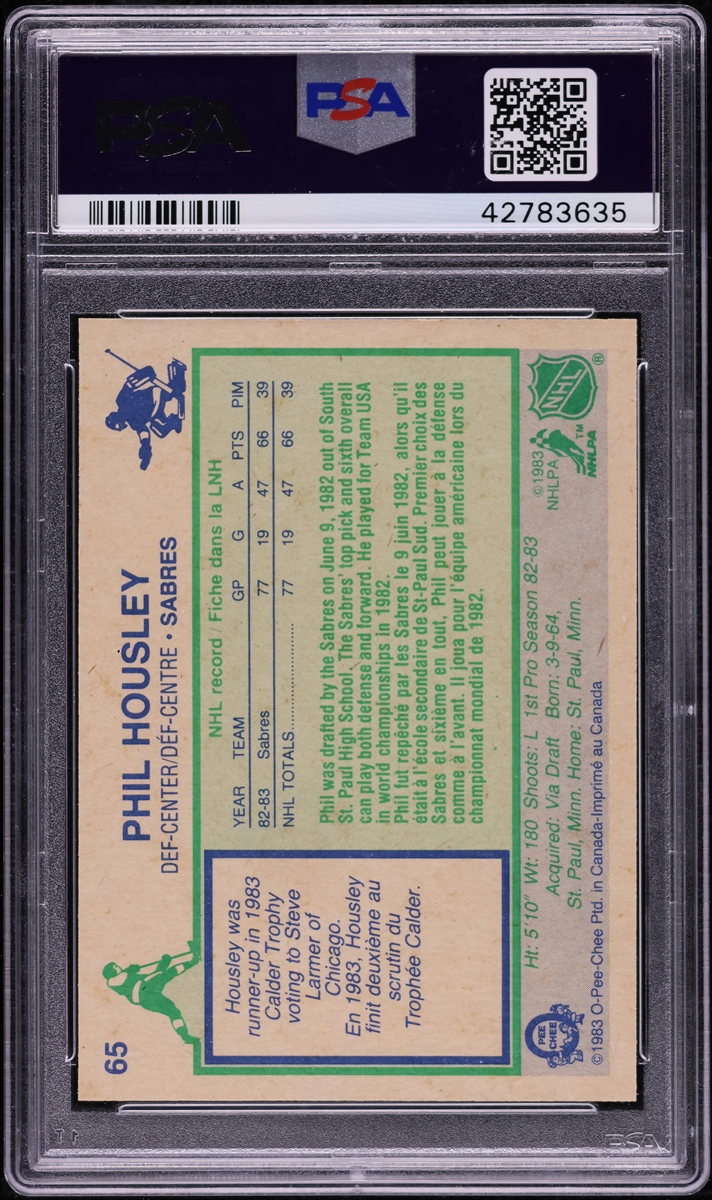 PSA
PSA
42783635
65
PHIL HOUSLEY
DEF-CENTER/DÉF-CENTRE • SABRES
Housley was
runner-up in 1983
Calder Trophy
voting to Steve
Larmer of
Chicago.
En 1983, Housley
finit deuxième au
scrutin du
Trophée Calder.
NHL record / Fiche dans la LNH
YEAR TEAM GP G A PTS PIM
82-83 Sabres 77 19 47 66 39
NHL TOTALS.................... 77 19 47 66 39
Phil was drafted by the Sabres on June 9, 1982 out of South
St. Paul High School. The Sabres' top pick and sixth overall
can play both defense and forward. He played for Team USA
in world championships in 1982.
Phil fut repêché par les Sabres le 9 juin 1982, alors qu'il
était à l'école secondaire de St-Paul Sud. Premier choix des
Sabres et sixième en tout, Phil peut jouer à la défense
comme à l'avant. Il joua pour l'équipe américaine lors du
championnat mondial de 1982.
Ht: 5'10" Wt: 180 Shoots: L 1st Pro Season 82-83
Acquired: Via Draft Born: 3-9-64,
St. Paul, Minn. Home: St. Paul, Minn.
©1983
NHLPA
NHLPA
TM
NHL
®
O
PEE
CHEE
©1983 O-Pee-Chee Ptd. in Canada-Imprimé au Canada
PSA